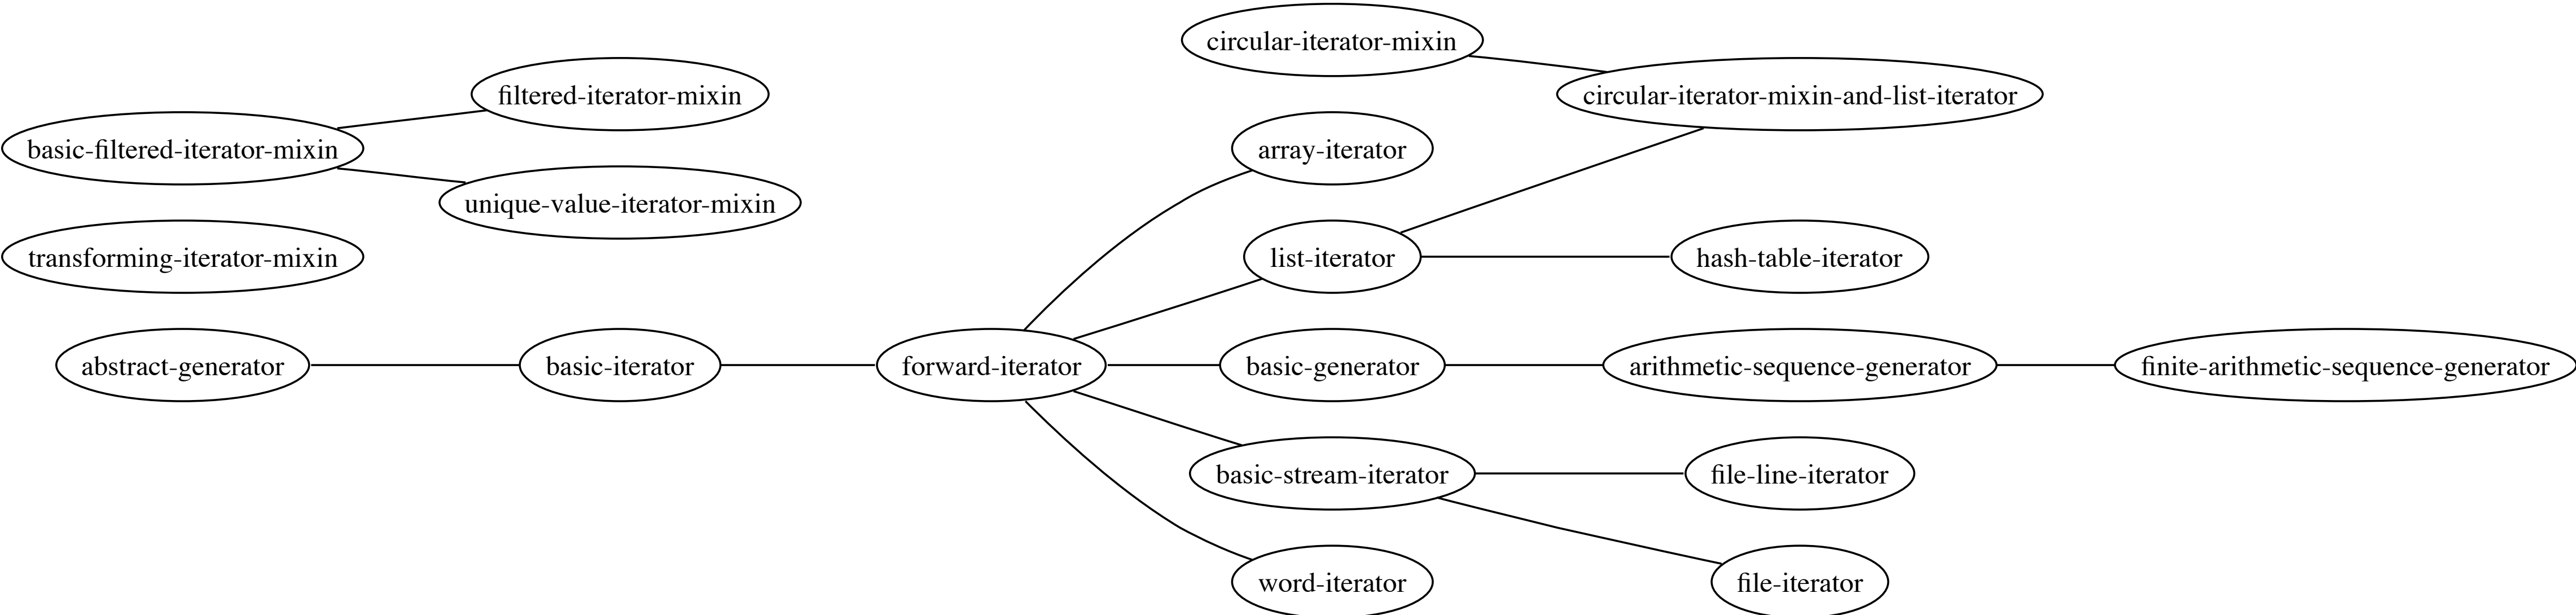 circular-iterator-mixin
filtered-iterator-mixin
circular-iterator-mixin-and-list-iterator
basic-filtered-iterator-mixin
array-iterator
unique-value-iterator-mixin
transforming-iterator-mixin
list-iterator
hash-table-iterator
abstract-generator
basic-iterator
forward-iterator
basic-generator
arithmetic-sequence-generator
finite-arithmetic-sequence-generator
basic-stream-iterator
file-line-iterator
word-iterator
file-iterator